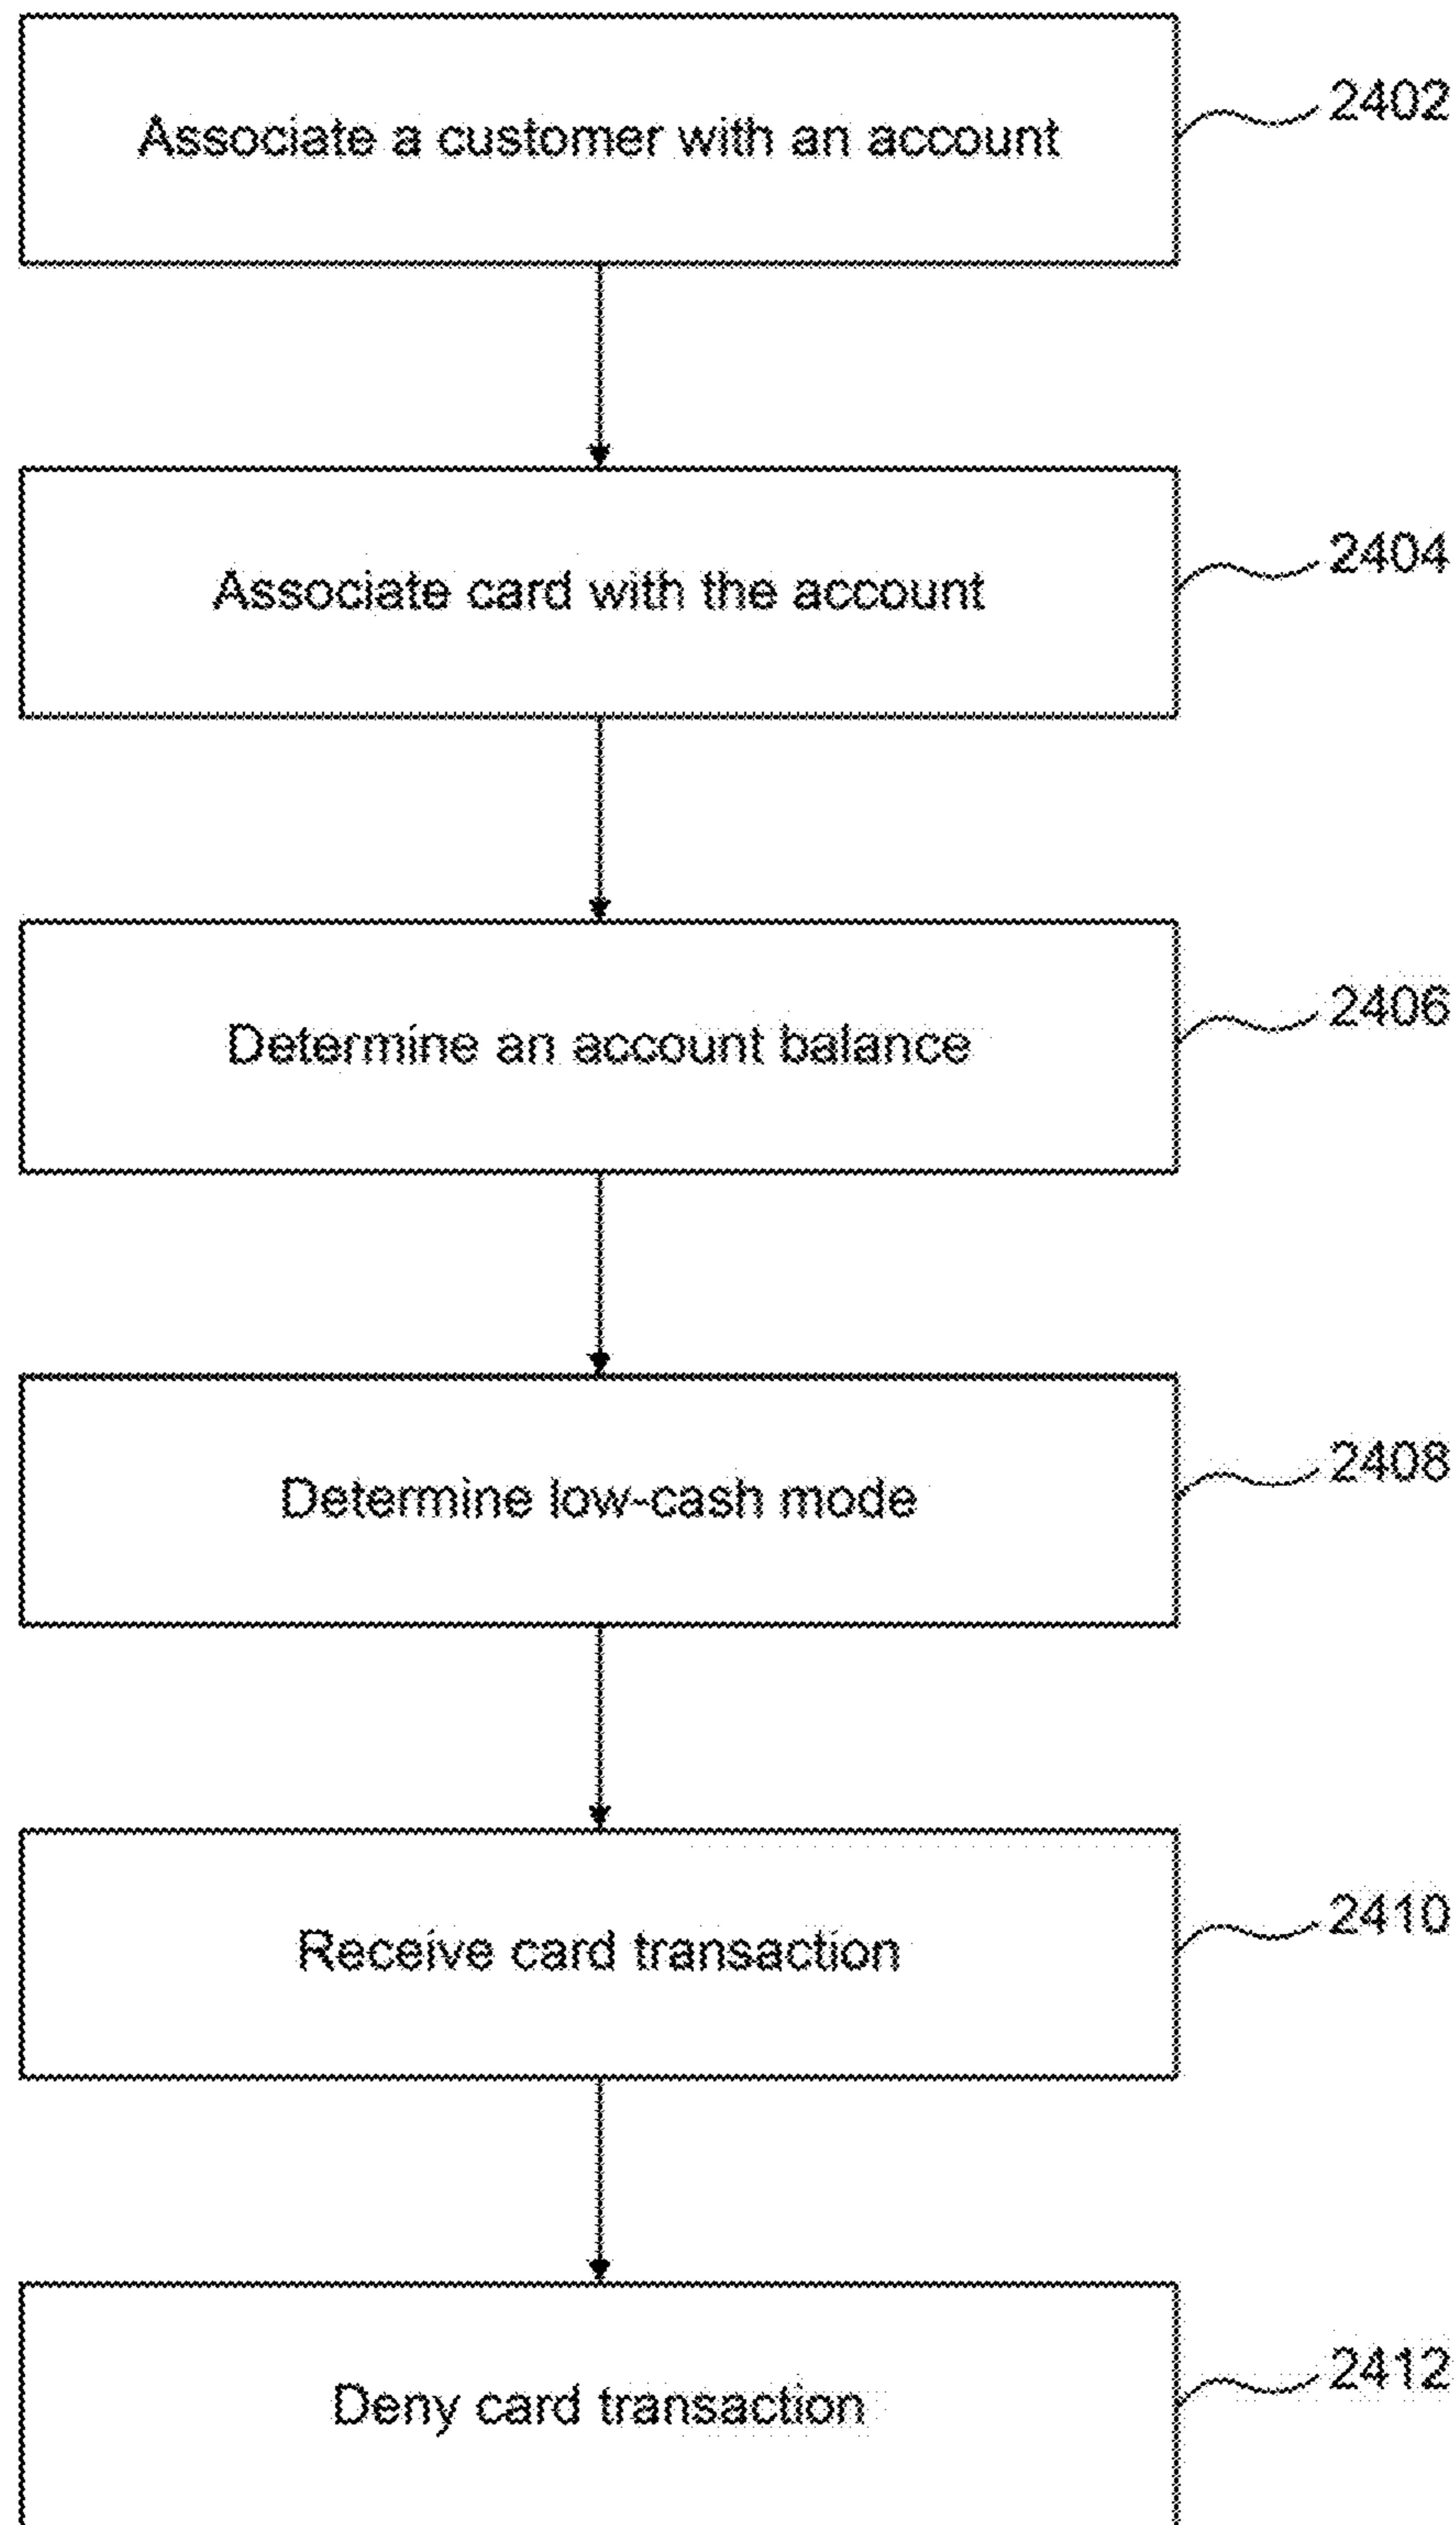 Associate a customer with an account
2402
Associate card with the account
2404
Determine an account balance
2406
Determine low-cash mode
2408
Receive card transaction
2410
Deny card transaction
2412